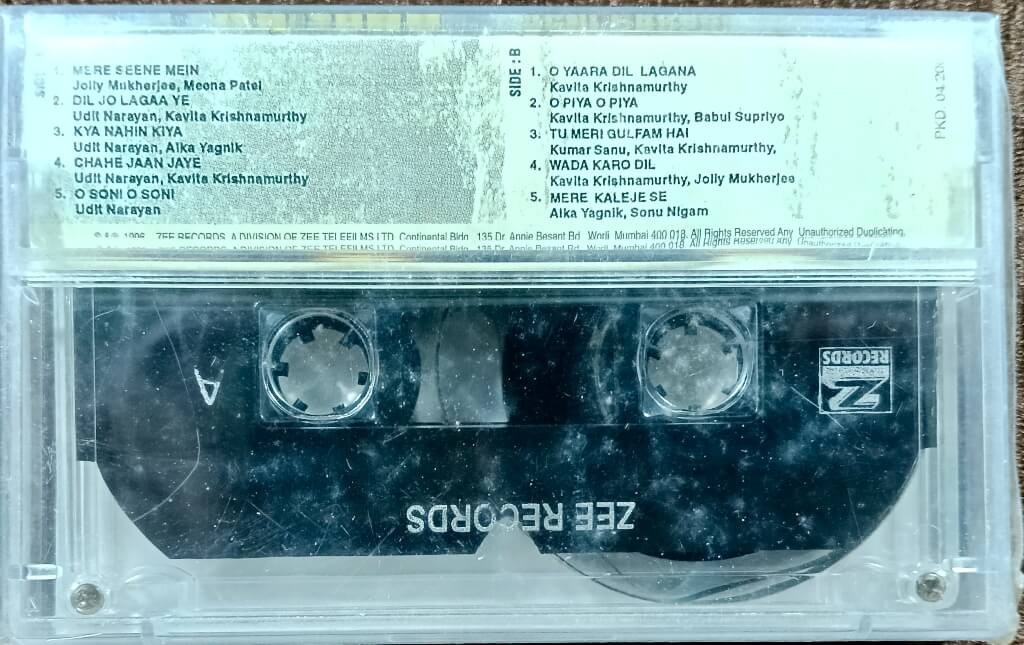 1. MERE SEENE MEIN
Jolly Mukherjee, Meena Patel
2. DIL JO LAGAA YE
Udit Narayan, Kavita Krishnamurthy
3. KYA NAHIN KIYA
Udit Narayan, Alka Yagnik
4. CHAHE JAAN JAYE
Udit Narayan, Kavita Krishnamurthy
5. O SONI O SONI
Udit Narayan
SIDE : B
1. O YAARA DIL LAGANA
Kavita Krishnamurthy
2. O PIYA O PIYA
Kavita Krishnamurthy, Babul Supriyo
3. TU MERI GULFAM HAI
Kumar Sanu, Kavita Krishnamurthy,
4. WADA KARO DIL
Kavita Krishnamurthy, Jolly Mukherjee
5. MERE KALEJE SE
Alka Yagnik, Sonu Nigam
PKD 04.20
1996 ZEE RECORDS, A DIVISION OF ZEE TELEFILMS LTD. Continental Bldg. 135 Dr. Annie Besant Rd. Worli, Mumbai 400 018. All Rights Reserved Any Unauthorized Duplicating,
A
RECORDS
Z
ZEE RECORDS